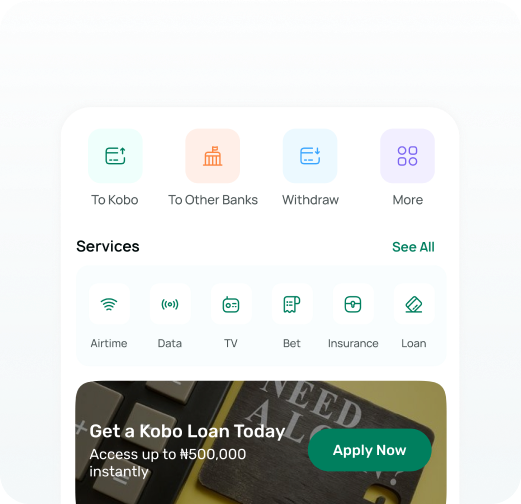 To Kobo To Other Banks Withdraw More
Services See All
Airtime Data TV Bet Insurance Loan
NEED
A LOAN?
Get a Kobo Loan Today
Access up to ₦500,000
instantly
Apply Now